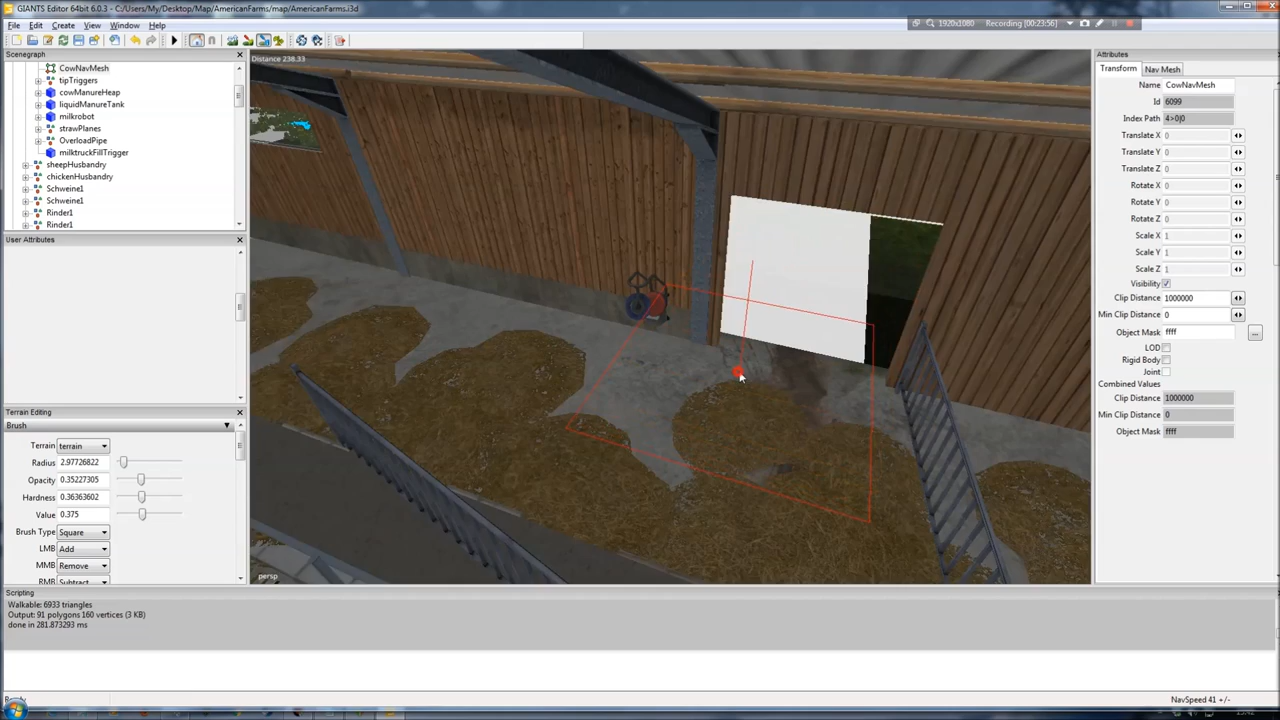 GIANTS Editor 64bit 6.0.3 - C:/Users/My/Desktop/Map/AmericanFarms/map/AmericanFarms.i3d
1920x1080 Recording [00:23:56]
File Edit Create View Window Help
Scenegraph
CowNavMesh
tipTriggers
cowManureHeap
liquidManureTank
milkrobot
strawPlanes
OverloadPipe
milktruckFillTrigger
sheepHusbandry
chickenHusbandry
Schweine1
Schweine1
Rinder1
Rinder1
User Attributes
Terrain Editing
Brush
Terrain terrain
Radius 2.97726822
Opacity 0.35227305
Hardness 0.36363602
Value 0.375
Brush Type Square
LMB Add
MMB Remove
RMB Subtract
Distance 238.33
persp
Attributes
Transform Nav Mesh
Name CowNavMesh
Id 6099
Index Path 4>0|0
Translate X 0
Translate Y 0
Translate Z 0
Rotate X 0
Rotate Y 0
Rotate Z 0
Scale X 1
Scale Y 1
Scale Z 1
Visibility
Clip Distance 1000000
Min Clip Distance 0
Object Mask ffff ...
LOD
Rigid Body
Joint
Combined Values
Clip Distance 1000000
Min Clip Distance 0
Object Mask ffff
Scripting
Walkable: 6933 triangles
Output: 91 polygons 160 vertices (3 KB)
done in 281.873293 ms
NavSpeed 41 +/-